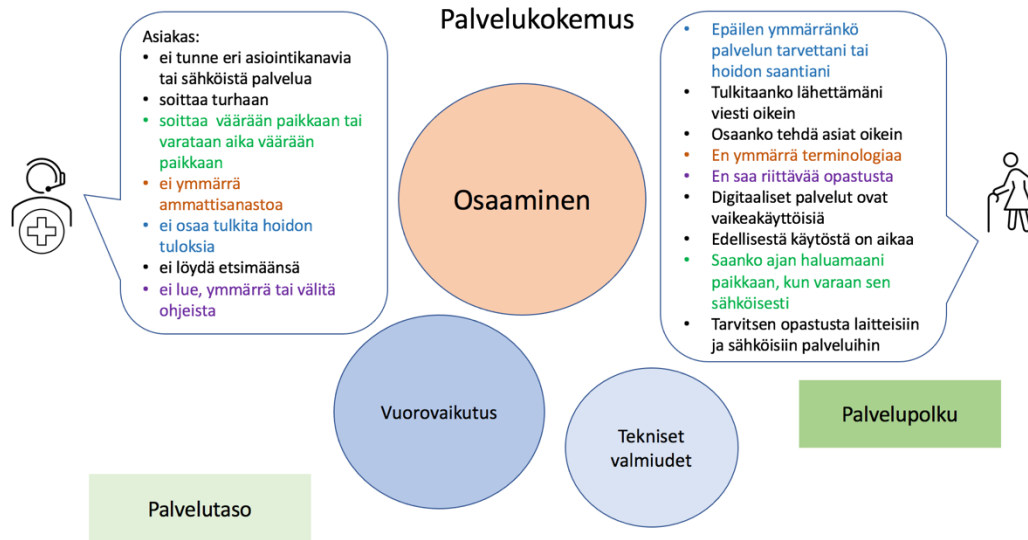 Palvelukokemus
Asiakas:
• ei tunne eri asiointikanavia
tai sähköistä palvelua
• soittaa turhaan
• soittaa väärään paikkaan tai
varataan aika väärään
paikkaan
• ei ymmärrä
ammattisanastoa
• ei osaa tulkita hoidon
tuloksia
• ei löydä etsimäänsä
• ei lue, ymmärrä tai välitä
ohjeista
Osaaminen
• Epäilen ymmärränkö
palvelun tarvettani tai
hoidon saantiani
• Tulkitaanko lähettämäni
viesti oikein
• Osaanko tehdä asiat oikein
• En ymmärrä terminologiaa
• En saa riittävää opastusta
• Digitaaliset palvelut ovat
vaikeakäyttöisiä
• Edellisestä käytöstä on aikaa
• Saanko ajan haluamaani
paikkaan, kun varaan sen
sähköisesti
• Tarvitsen opastusta laitteisiin
ja sähköisiin palveluihin
Vuorovaikutus
Tekniset
valmiudet
Palvelupolku
Palvelutaso